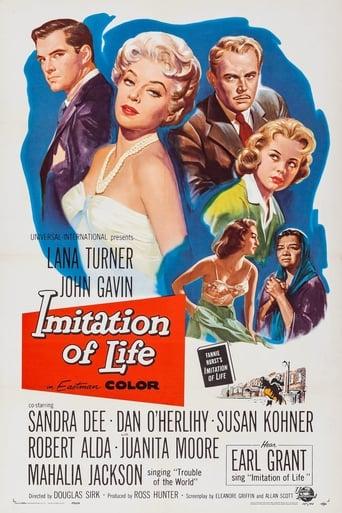 UNIVERSAL-INTERNATIONAL presents
LANA TURNER
JOHN GAVIN
Imitation
of Life
in Eastman COLOR
FANNIE
HURST'S
IMITATION
OF LIFE
co-starring
SANDRA DEE · DAN O'HERLIHY · SUSAN KOHNER
ROBERT ALDA · JUANITA MOORE
MAHALIA JACKSON singing "Trouble
of the World"
Hear
EARL GRANT
sing "Imitation of Life"
Directed by DOUGLAS SIRK · Produced by ROSS HUNTER · Screenplay by ELEANORE GRIFFIN and ALLAN SCOTT